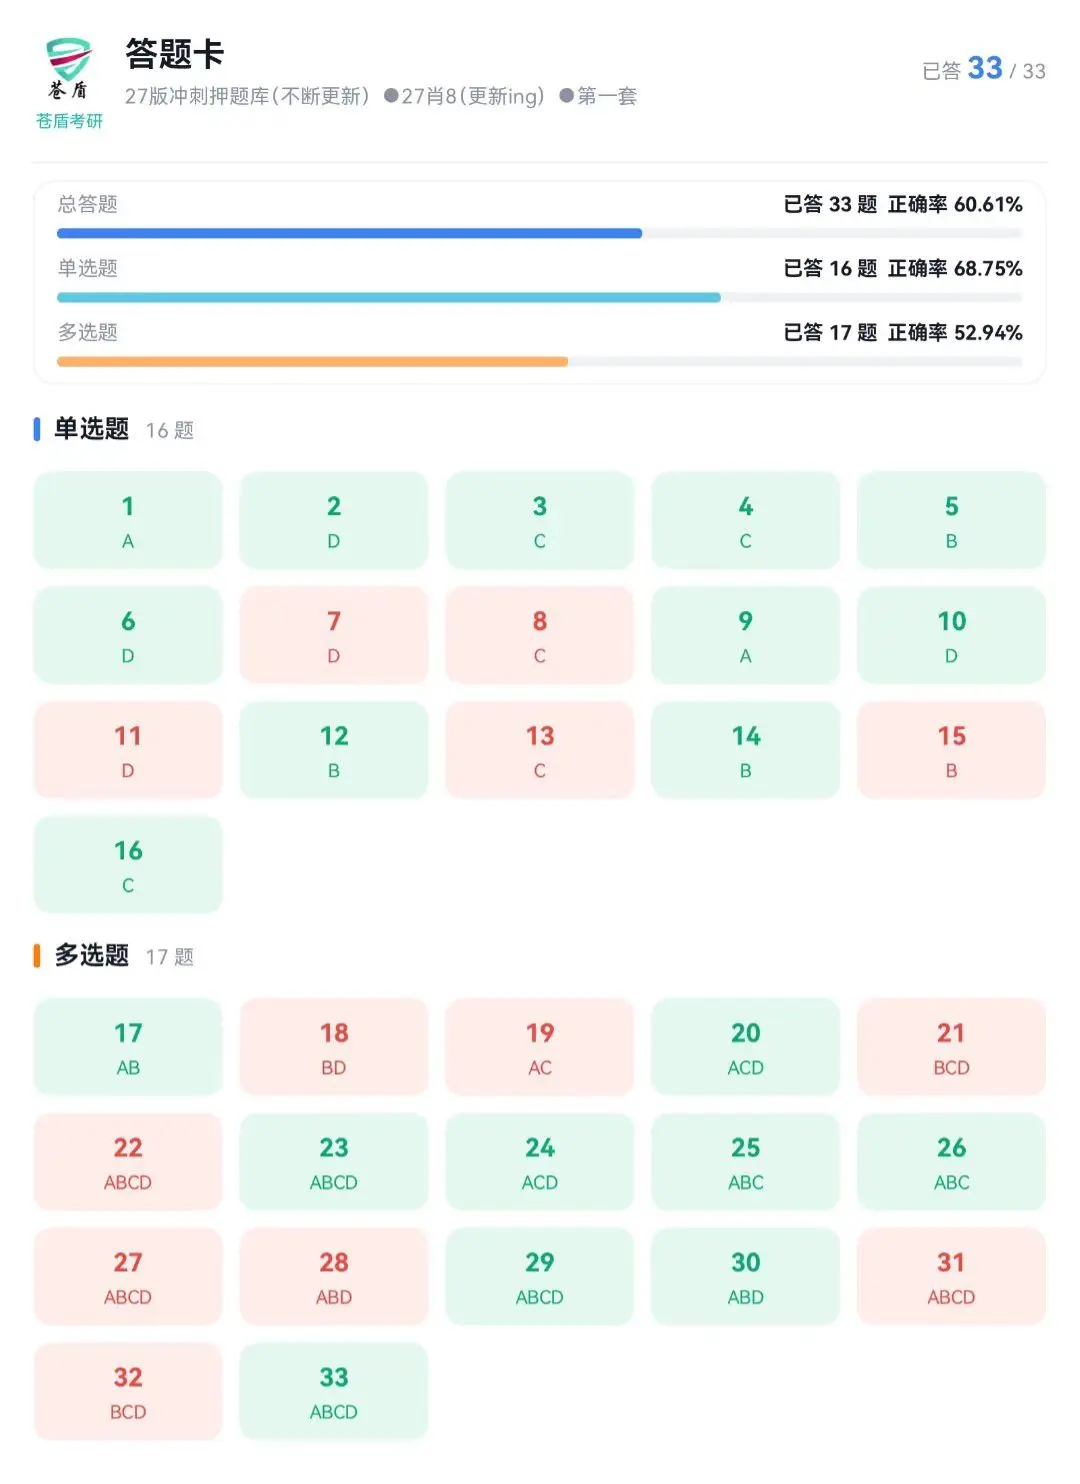 苍盾
苍盾考研
答题卡
已答 33 / 33
27版冲刺押题库(不断更新) ●27肖8(更新ing) ●第一套
总答题 已答 33 题 正确率 60.61%
单选题 已答 16 题 正确率 68.75%
多选题 已答 17 题 正确率 52.94%
单选题 16 题
1 2 3 4 5
A D C C B
6 7 8 9 10
D D C A D
11 12 13 14 15
D B C B B
16
C
多选题 17 题
17 18 19 20 21
AB BD AC ACD BCD
22 23 24 25 26
ABCD ABCD ACD ABC ABC
27 28 29 30 31
ABCD ABD ABCD ABD ABCD
32 33
BCD ABCD